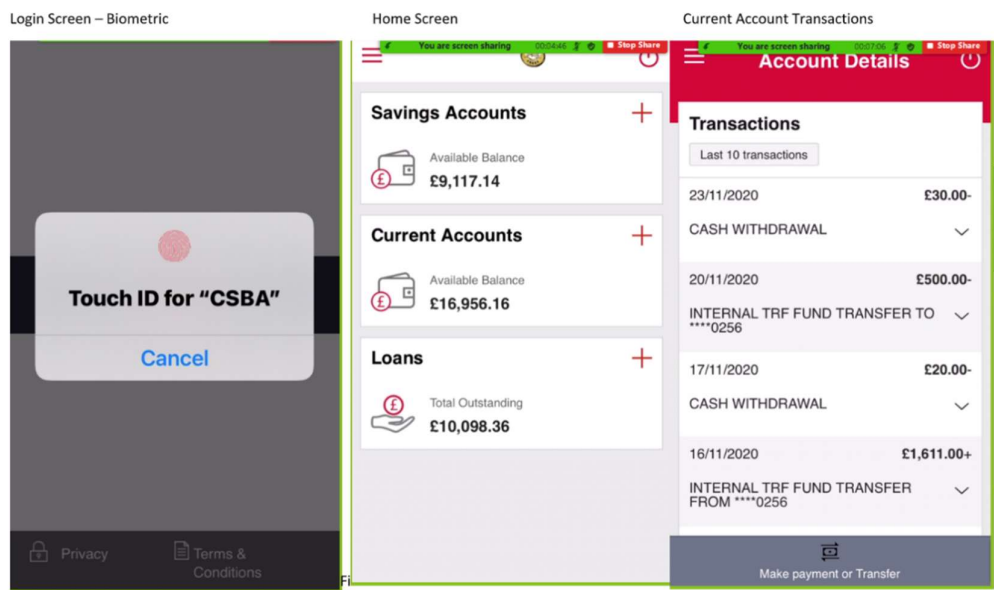 Login Screen – Biometric
Home Screen
Current Account Transactions
Touch ID for “CSBA”
Cancel
Privacy
Terms &
Conditions
Fi
You are screen sharing 00:04:46 Stop Share
Savings Accounts
Available Balance
£9,117.14
Current Accounts
Available Balance
£16,956.16
Loans
Total Outstanding
£10,098.36
You are screen sharing 00:07:06 Stop Share
Account Details
Transactions
Last 10 transactions
23/11/2020 £30.00-
CASH WITHDRAWAL
20/11/2020 £500.00-
INTERNAL TRF FUND TRANSFER TO
****0256
17/11/2020 £20.00-
CASH WITHDRAWAL
16/11/2020 £1,611.00+
INTERNAL TRF FUND TRANSFER
FROM ****0256
Make payment or Transfer